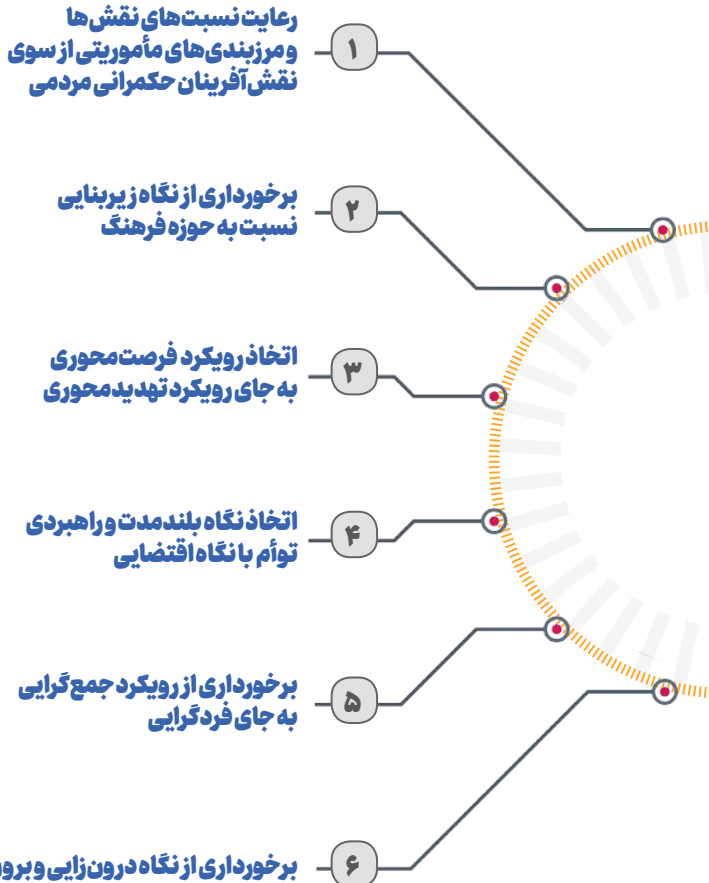 ۱
رعایت نسبت‌های نقش‌ها
و مرزبندی‌های مأموریتی از سوی
نقش‌آفرینان حکمرانی مردمی
۲
برخورداری از نگاه زیربنایی
نسبت به حوزه فرهنگ
۳
اتخاذ رویکرد فرصت‌محوری
به جای رویکرد تهدیدمحوری
۴
اتخاذ نگاه بلندمدت و راهبردی
توأم با نگاه اقتضایی
۵
برخورداری از رویکرد جمع‌گرایی
به جای فردگرایی
۶
برخورداری از نگاه درون‌زایی و